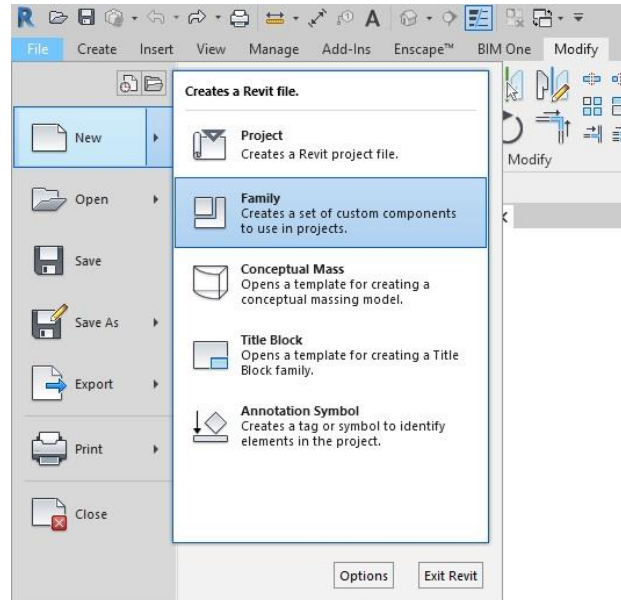 R
A
File Create Insert View Manage Add-Ins Enscape™ BIM One Modify
Creates a Revit file.
New
Project
Creates a Revit project file.
Modify
Open
Family
Creates a set of custom components
to use in projects.
Save
Conceptual Mass
Opens a template for creating a
conceptual massing model.
Save As
Title Block
Opens a template for creating a Title
Block family.
Export
Annotation Symbol
Creates a tag or symbol to identify
elements in the project.
Print
Close
Options Exit Revit